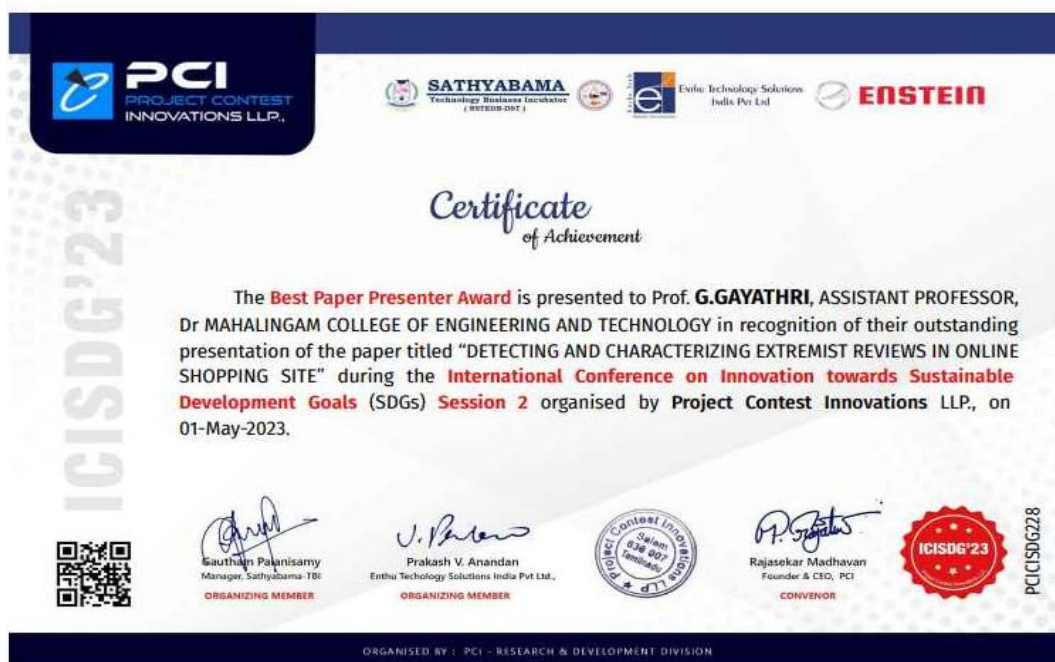 PCI
PROJECT CONTEST
INNOVATIONS LLP.,
SATHYABAMA
Technology Business Incubator
( NSTEDB-DST )
Enthu Technology Solutions
India Pvt Ltd
ENSTEIN
ICISDG'23
Certificate
of Achievement
The Best Paper Presenter Award is presented to Prof. G.GAYATHRI, ASSISTANT PROFESSOR,
Dr MAHALINGAM COLLEGE OF ENGINEERING AND TECHNOLOGY in recognition of their outstanding
presentation of the paper titled “DETECTING AND CHARACTERIZING EXTREMIST REVIEWS IN ONLINE
SHOPPING SITE” during the International Conference on Innovation towards Sustainable
Development Goals (SDGs) Session 2 organised by Project Contest Innovations LLP., on
01-May-2023.
Gautham Palanisamy
Manager, Sathyabama-TBI
ORGANIZING MEMBER
Prakash V. Anandan
Enthu Techology Solutions India Pvt Ltd.,
ORGANIZING MEMBER
Project Contest Innovations LLP
Salem
636 007
Tamilnadu
Rajasekar Madhavan
Founder & CEO, PCI
CONVENOR
ICISDG'23
PCICISDG228
ORGANISED BY : PCI - RESEARCH & DEVELOPMENT DIVISION